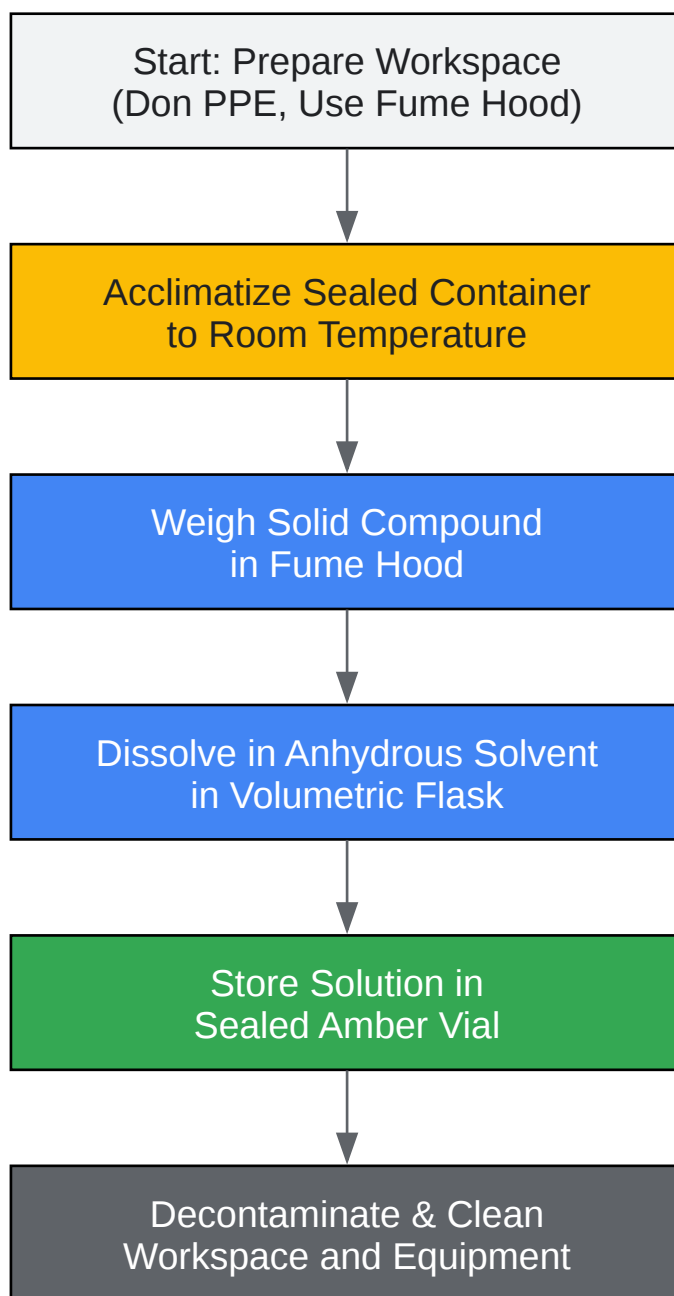 Start: Prepare Workspace
(Don PPE, Use Fume Hood)
Acclimatize Sealed Container
to Room Temperature
Weigh Solid Compound
in Fume Hood
Dissolve in Anhydrous Solvent
in Volumetric Flask
Store Solution in
Sealed Amber Vial
Decontaminate & Clean
Workspace and Equipment